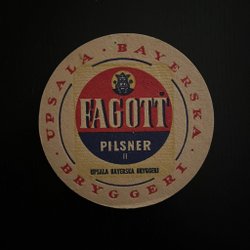 UPSALA · BAYERSKA · BRYGGERI ·
FAGOTT
PILSNER
II
UPSALA BAYERSKA BRYGGERI